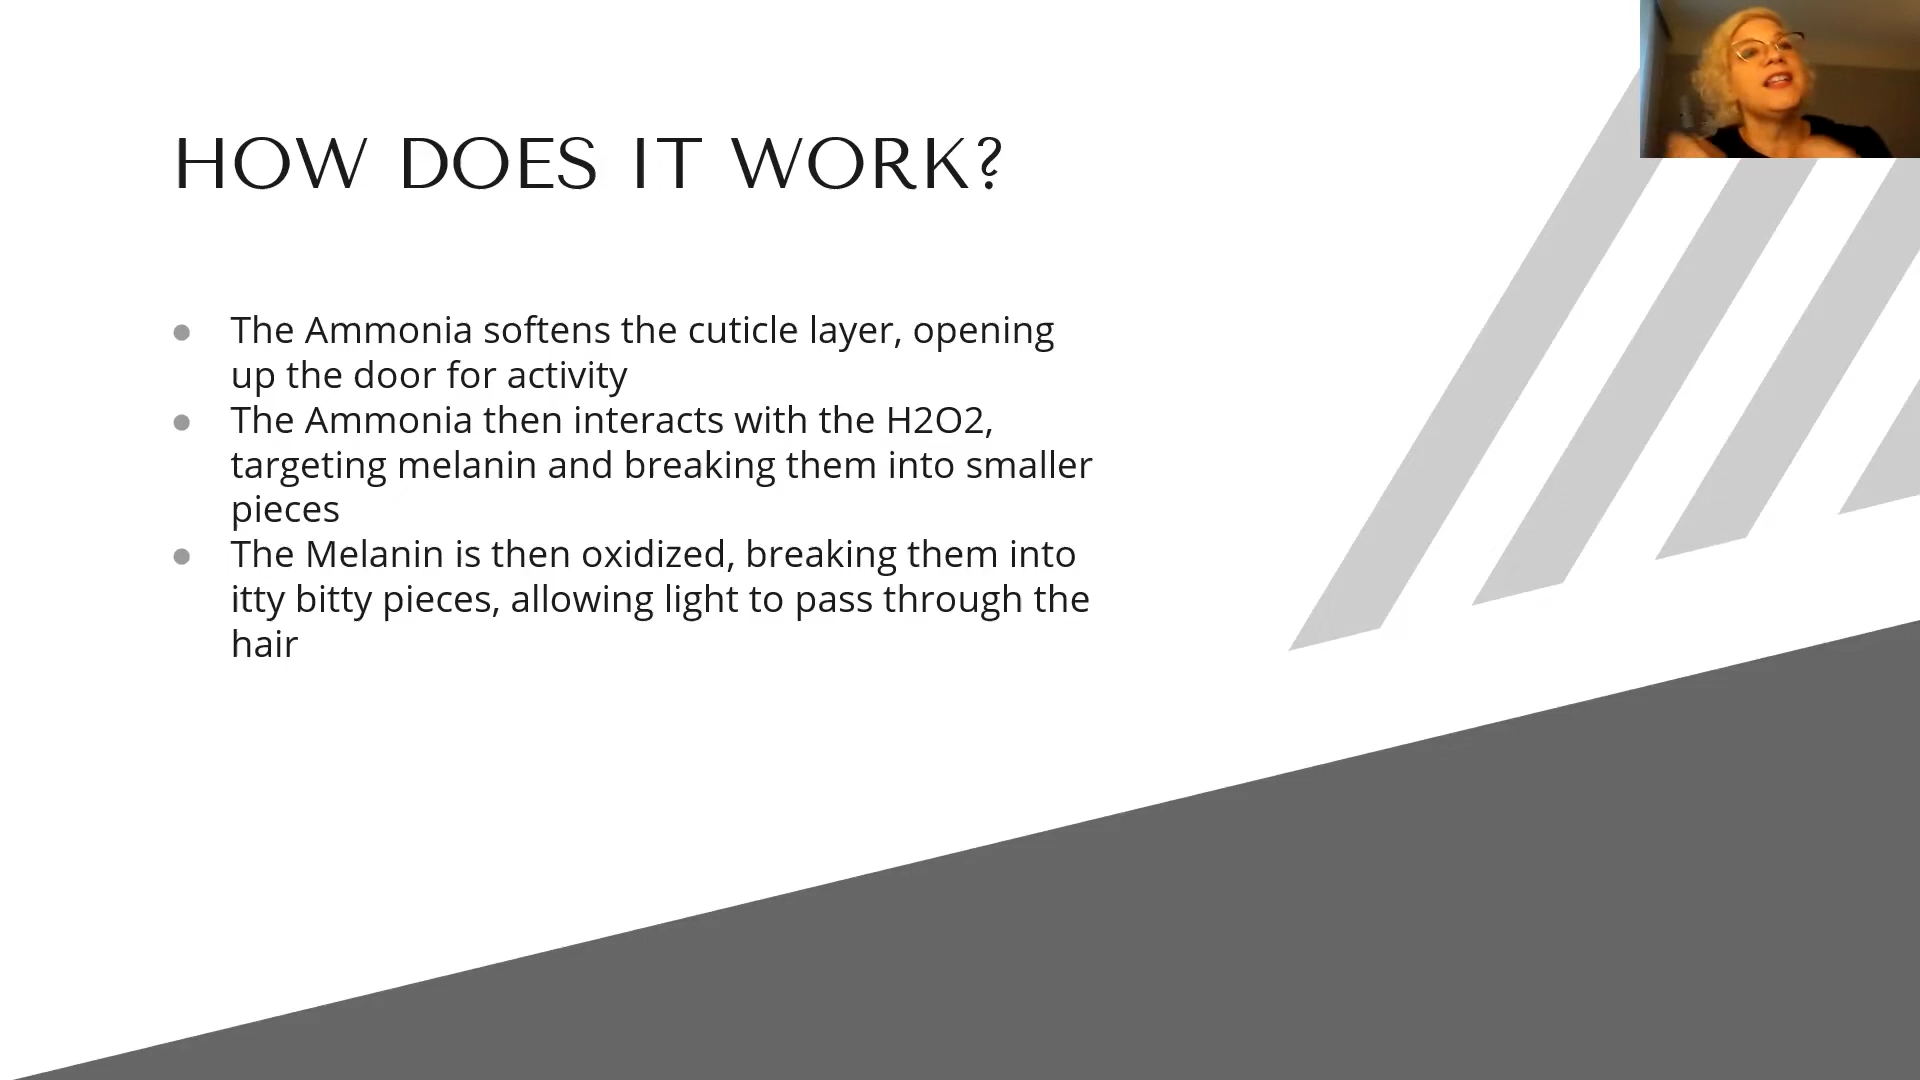 HOW DOES IT WORK?
The Ammonia softens the cuticle layer, opening
up the door for activity
The Ammonia then interacts with the H2O2,
targeting melanin and breaking them into smaller
pieces
The Melanin is then oxidized, breaking them into
itty bitty pieces, allowing light to pass through the
hair